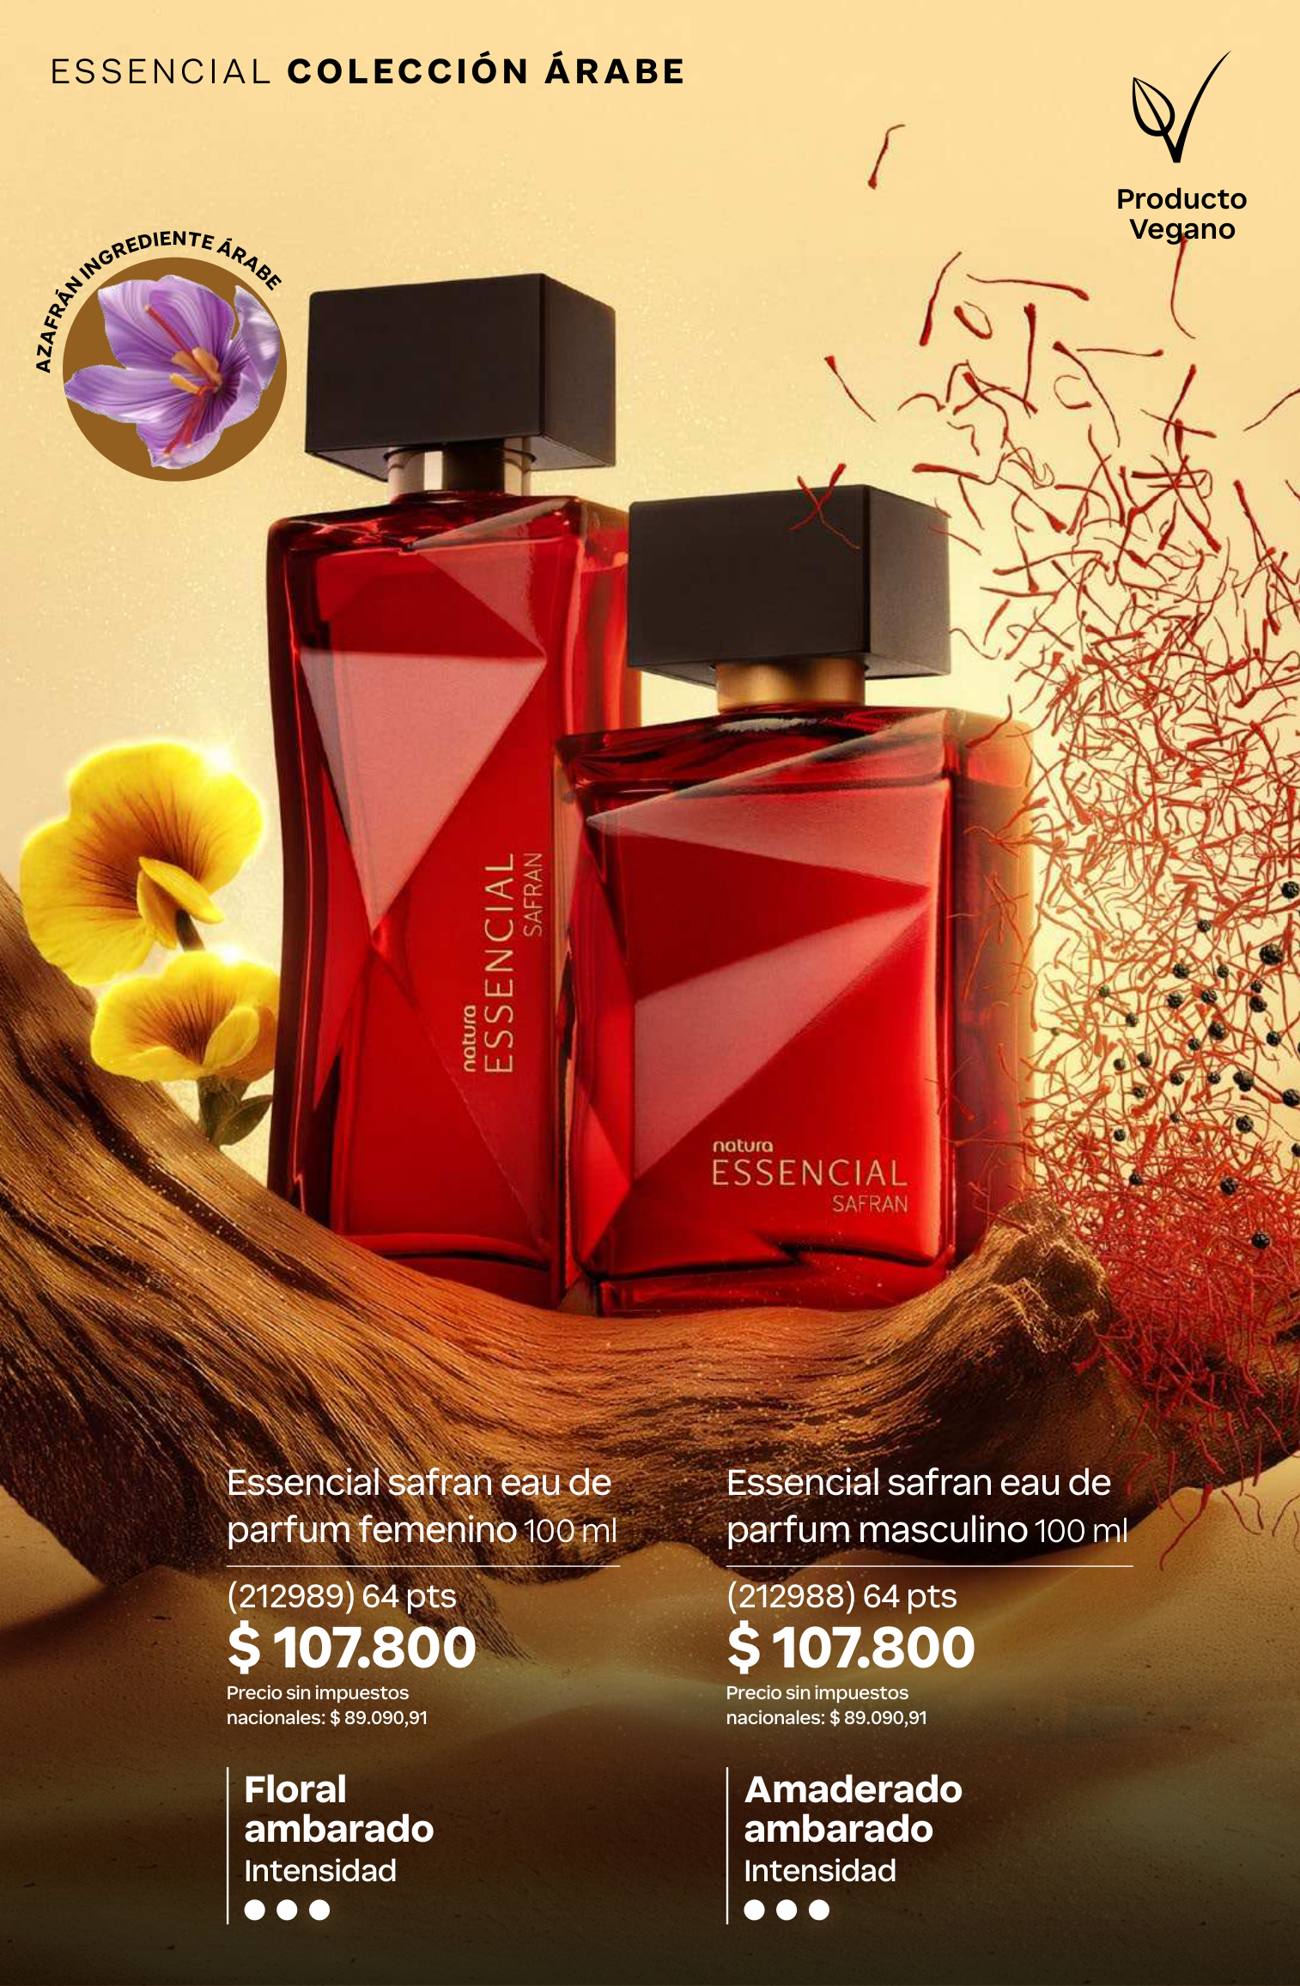 ESSENCIAL COLECCIÓN ÁRABE
Producto
Vegano
AZAFRÁN INGREDIENTE ÁRABE
natura
ESSENCIAL
SAFRAN
natura
ESSENCIAL
SAFRAN
Essencial safran eau de
parfum femenino 100 ml
(212989) 64 pts
$ 107.800
Precio sin impuestos
nacionales: $ 89.090,91
Floral
ambarado
Intensidad
Essencial safran eau de
parfum masculino 100 ml
(212988) 64 pts
$ 107.800
Precio sin impuestos
nacionales: $ 89.090,91
Amaderado
ambarado
Intensidad